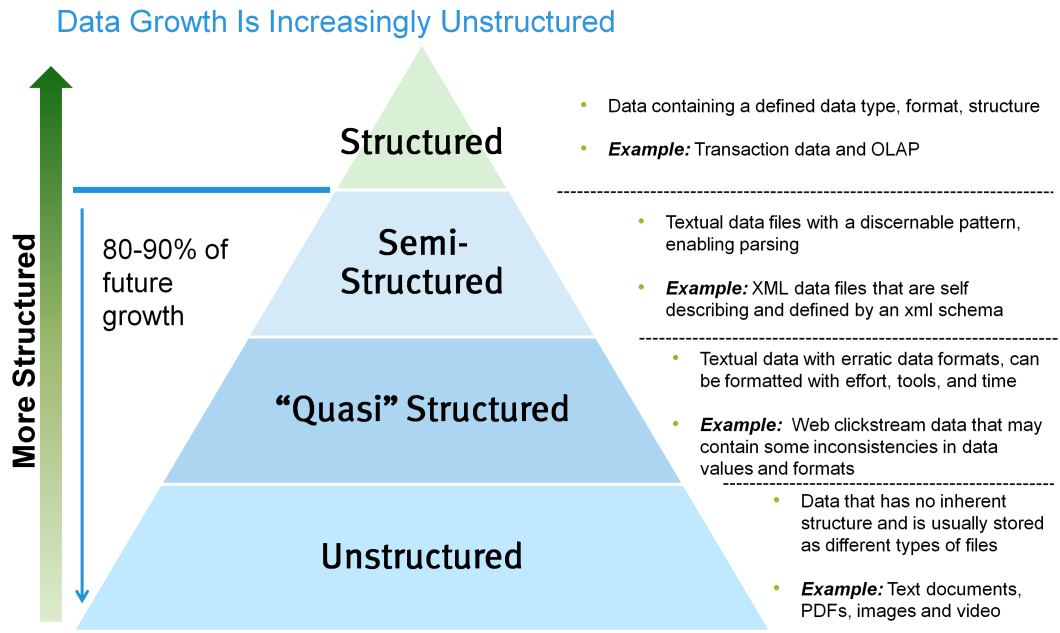 Data Growth Is Increasingly Unstructured
More Structured
80-90% of
future
growth
Structured
• Data containing a defined data type, format, structure
• Example: Transaction data and OLAP
Semi-
Structured
• Textual data files with a discernable pattern,
enabling parsing
• Example: XML data files that are self
describing and defined by an xml schema
“Quasi” Structured
• Textual data with erratic data formats, can
be formatted with effort, tools, and time
• Example: Web clickstream data that may
contain some inconsistencies in data
values and formats
Unstructured
• Data that has no inherent
structure and is usually stored
as different types of files
• Example: Text documents,
PDFs, images and video